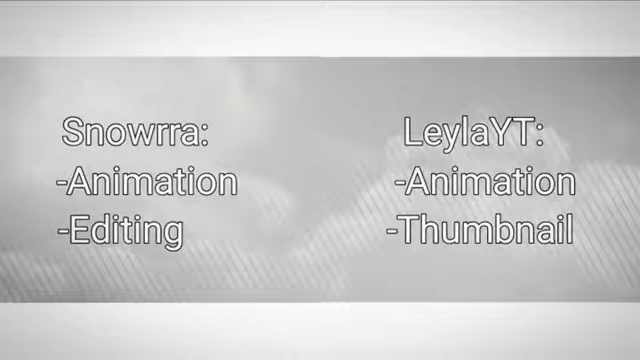 Snowrra:
-Animation
-Editing
LeylaYT:
-Animation
-Thumbnail